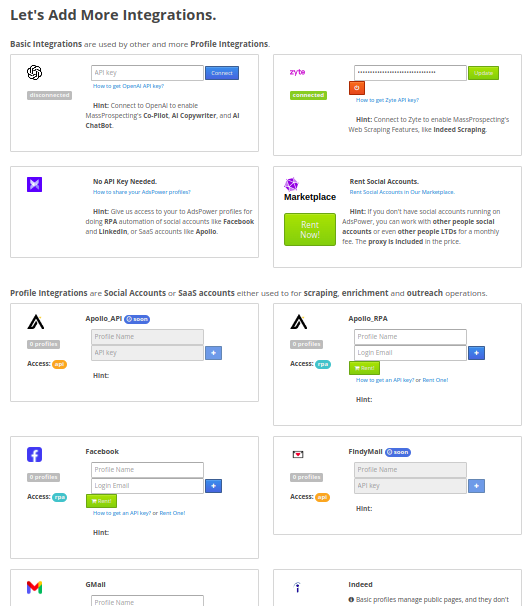 Let's Add More Integrations.
Basic Integrations are used by other and more Profile Integrations.
API key
Connect
How to get OpenAI API key?
disconnected
Hint: Connect to OpenAI to enable
MassProspecting's Co-Pilot, AI Copywriter, and AI
ChatBot.
zyte
••••••••••••••••••••••••••••••••
Update
How to get Zyte API key?
connected
Hint: Connect to Zyte to enable MassProspecting's
Web Scraping Features, like Indeed Scraping.
No API Key Needed.
How to share your AdsPower profiles?
Hint: Give us access to your to AdsPower profiles for
doing RPA automation of social accounts like Facebook
and LinkedIn, or SaaS accounts like Apollo.
Marketplace
Rent
Now!
Rent Social Accounts.
Rent Social Accounts in Our Marketplace.
Hint: If you don't have social accounts running on
AdsPower, you can work with other people social
accounts or even other people LTDs for a monthly
fee. The proxy is included in the price.
Profile Integrations are Social Accounts or SaaS accounts either used to for scraping, enrichment and outreach operations.
Apollo_API soon
Profile Name
0 profiles
API key +
Access: api
Hint:
Apollo_RPA
Profile Name
0 profiles
Login Email +
Access: rpa
Rent!
How to get an API key? or Rent One!
Hint:
Facebook
Profile Name
0 profiles
Login Email +
Access: rpa
Rent!
How to get an API key? or Rent One!
Hint:
FindyMail soon
Profile Name
0 profiles
API key +
Access: api
Hint:
GMail
Profile Name
Indeed
Basic profiles manage public pages, and they don't